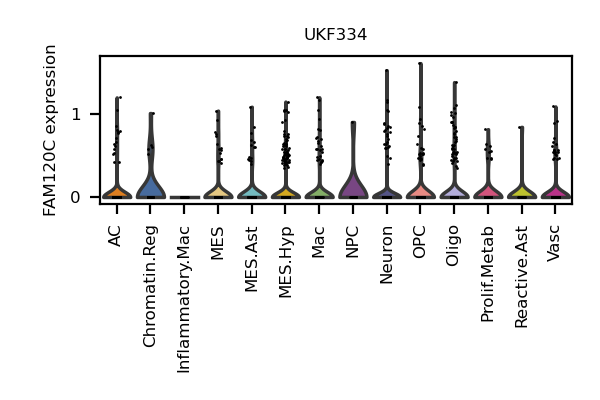 UKF334
FAM120C expression
1
0
AC
Chromatin.Reg
Inflammatory.Mac
MES
MES.Ast
MES.Hyp
Mac
NPC
Neuron
OPC
Oligo
Prolif.Metab
Reactive.Ast
Vasc